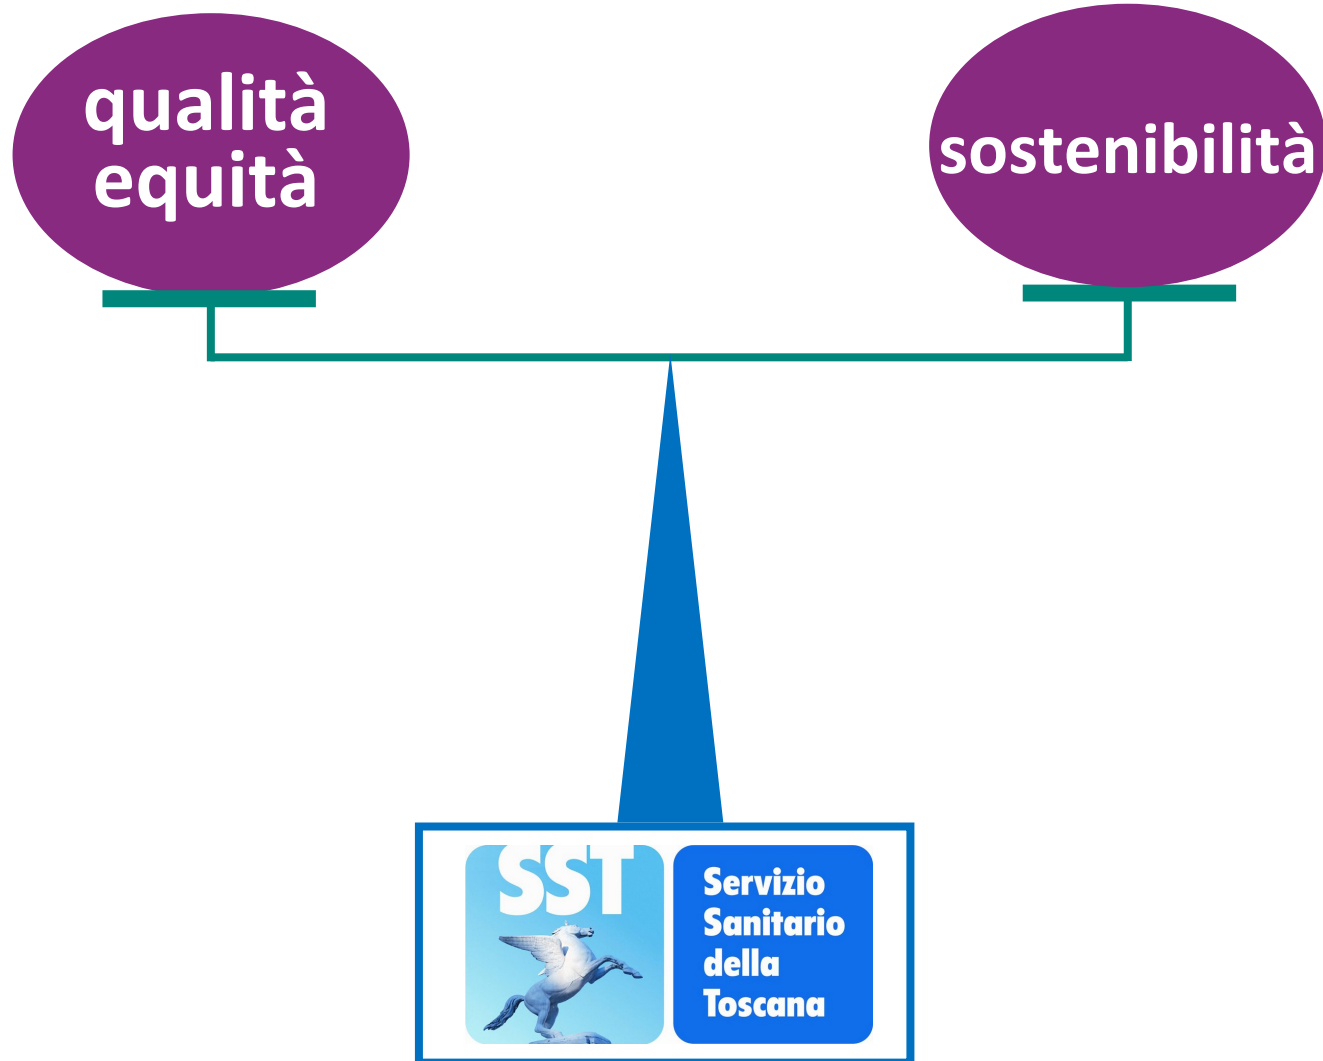 qualità
equità
sostenibilità
SST
Servizio
Sanitario
della
Toscana